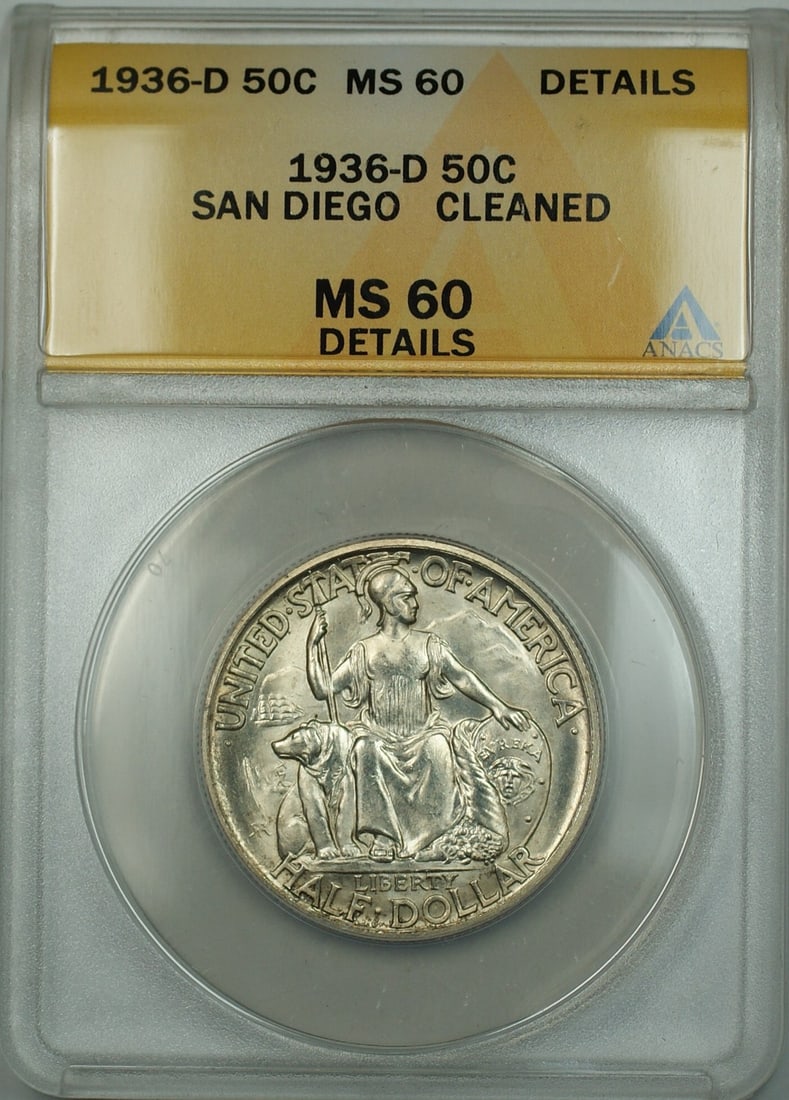 1936-D 50C MS 60 DETAILS
1936-D 50C
SAN DIEGO CLEANED
MS 60
DETAILS
ANACS
UNITED·STATES·OF·AMERICA
EUREKA
LIBERTY
HALF·DOLLAR